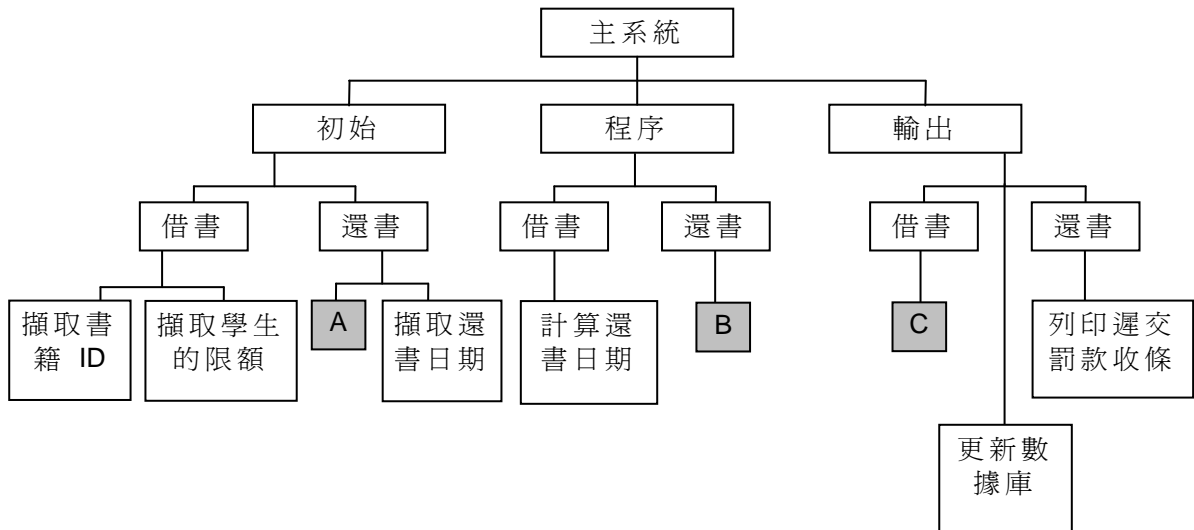 主系統
初始
程序
輸出
借書
還書
借書
還書
借書
還書
擷取書
籍 ID
擷取學生
的限額
A
擷取還
書日期
計算還
書日期
B
C
列印遲交
罰款收條
更新數
據庫